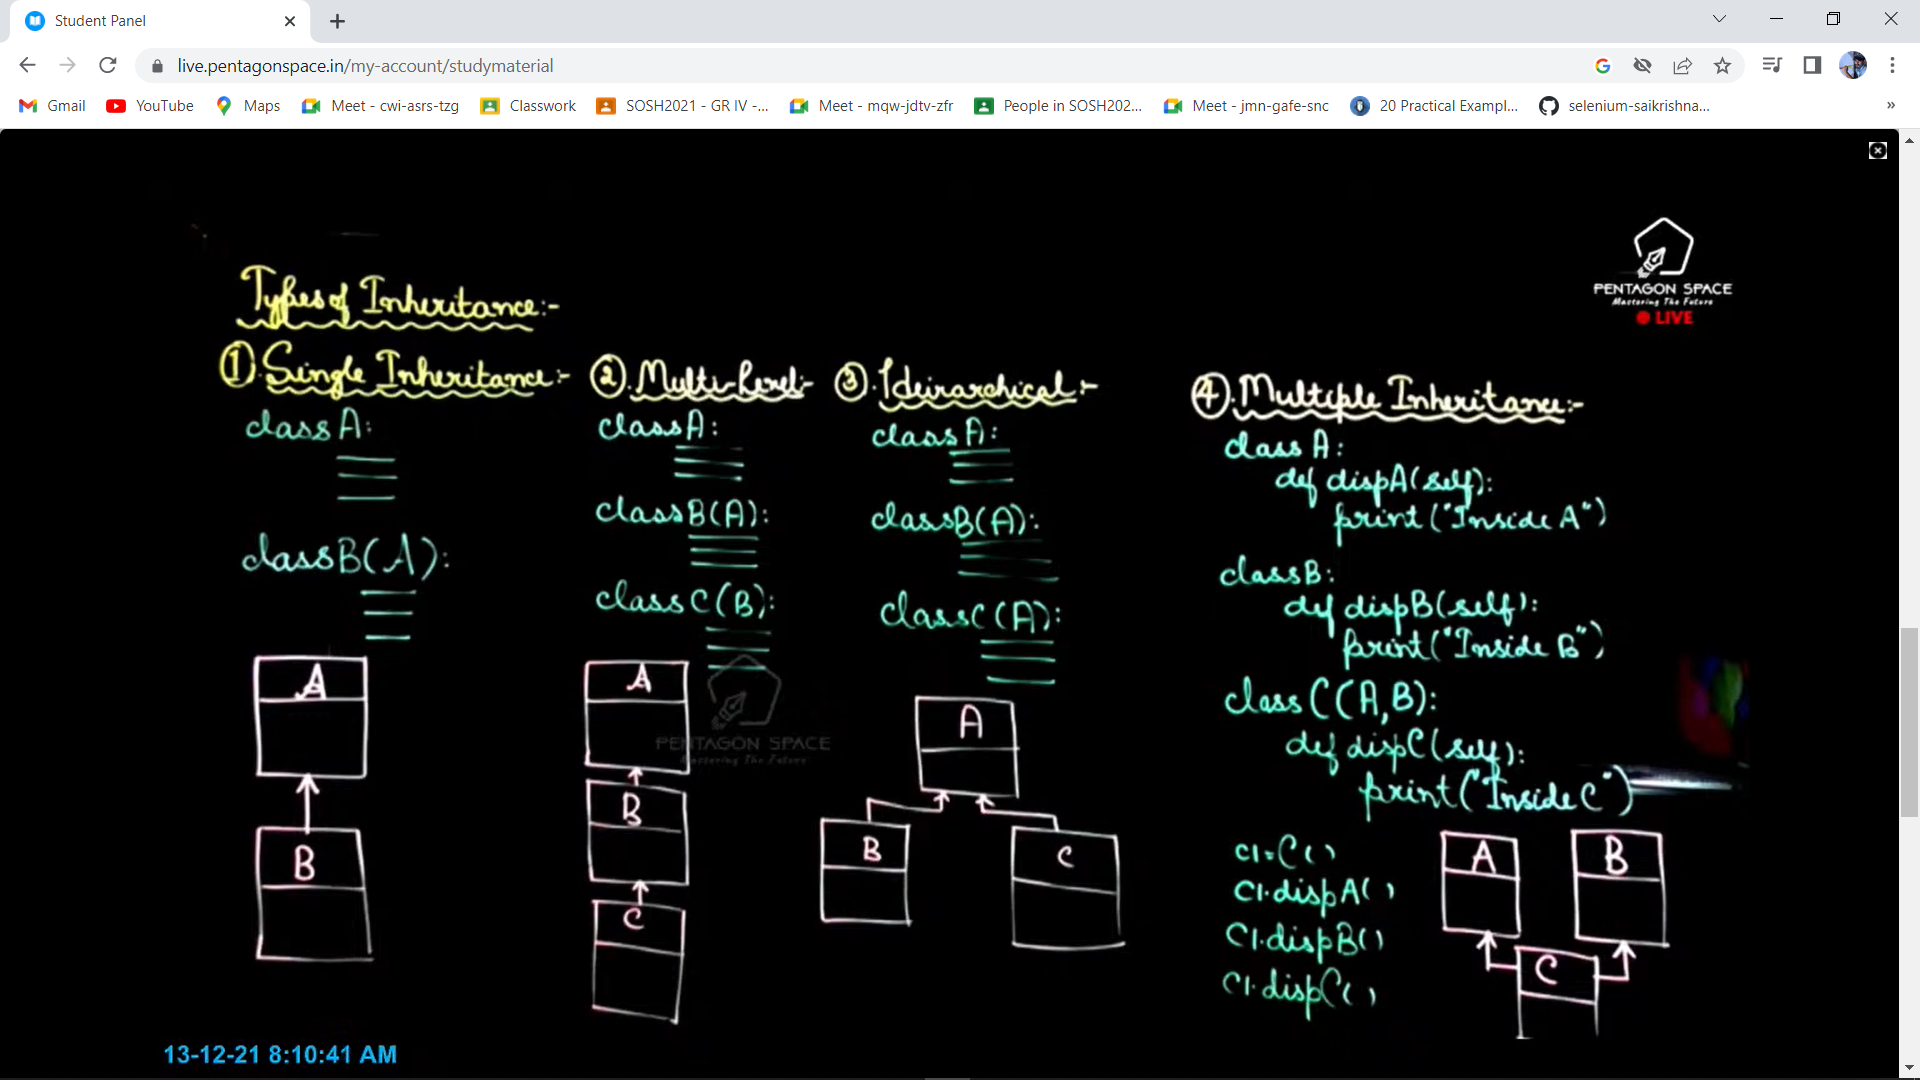 Student Panel
live.pentagonspace.in/my-account/studymaterial
Gmail
YouTube
Maps
Meet - cwi-asrs-tzg
Classwork
SOSH2021 - GR IV -...
Meet - mqw-jdtv-zfr
People in SOSH202...
Meet - jmn-gafe-snc
20 Practical Exampl...
selenium-saikrishna...
»
PENTAGON SPACE
Mastering The Future
LIVE
Types of Inheritance:-
①. Single Inheritance:-
class A:
class B(A):
A
B
②. Multi-Level:-
class A:
class B(A):
class C(B):
A
B
C
PENTAGON SPACE
Mastering The Future
③. Heirarchical:-
class A:
class B(A):
class C(A):
A
B
C
④. Multiple Inheritance:-
class A:
def dispA(self):
print("Inside A")
class B:
def dispB(self):
print("Inside B")
class C(A,B):
def dispC(self):
print("Inside C")
C1=C()
C1.dispA()
C1.dispB()
C1.dispC()
A
B
C
13-12-21 8:10:41 AM